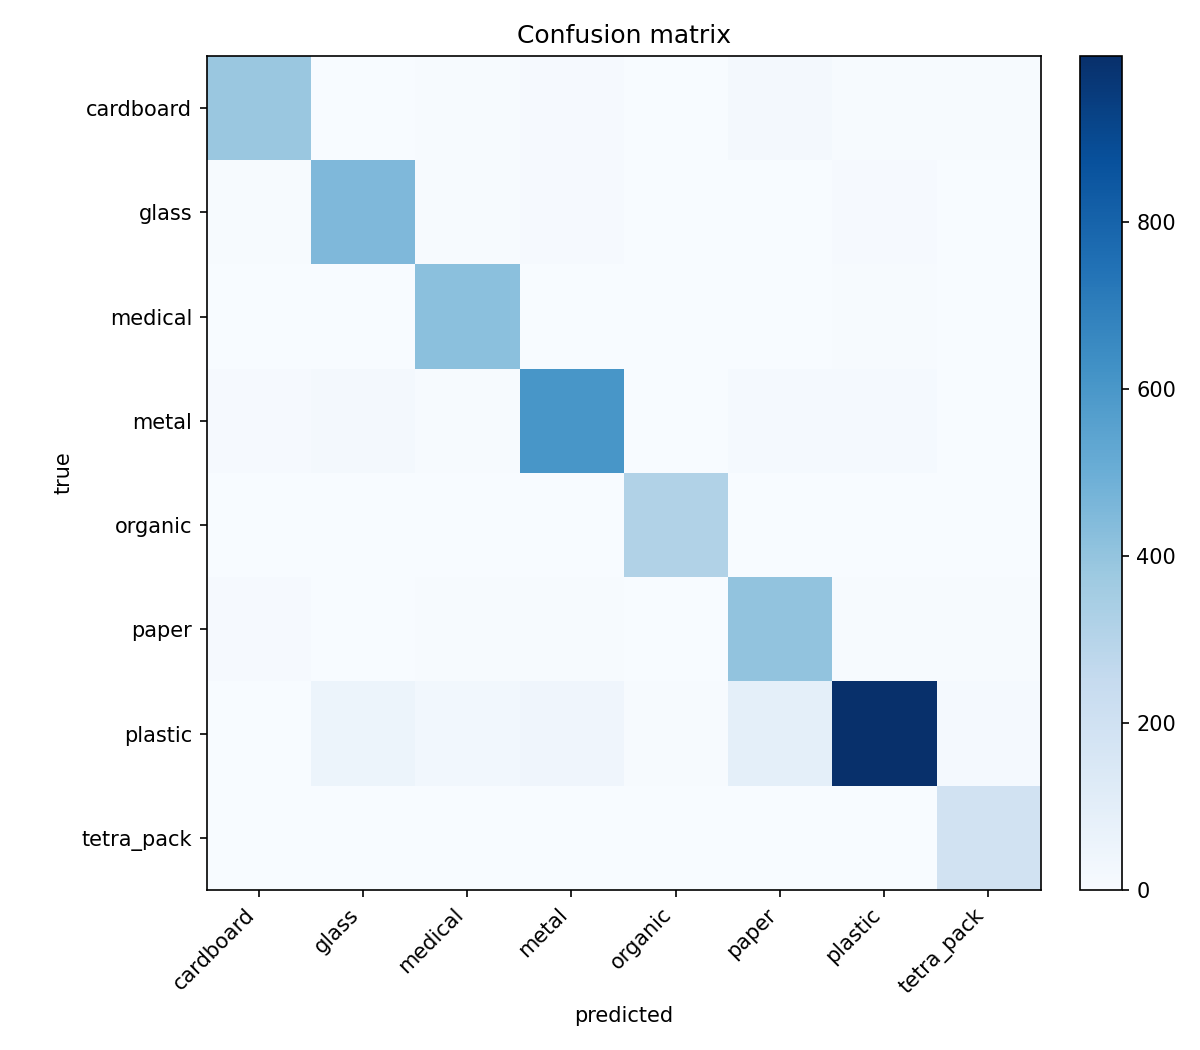 Confusion matrix
cardboard
glass
medical
metal
organic
paper
plastic
tetra_pack
true
cardboard
glass
medical
metal
organic
paper
plastic
tetra_pack
predicted
800
600
400
200
0